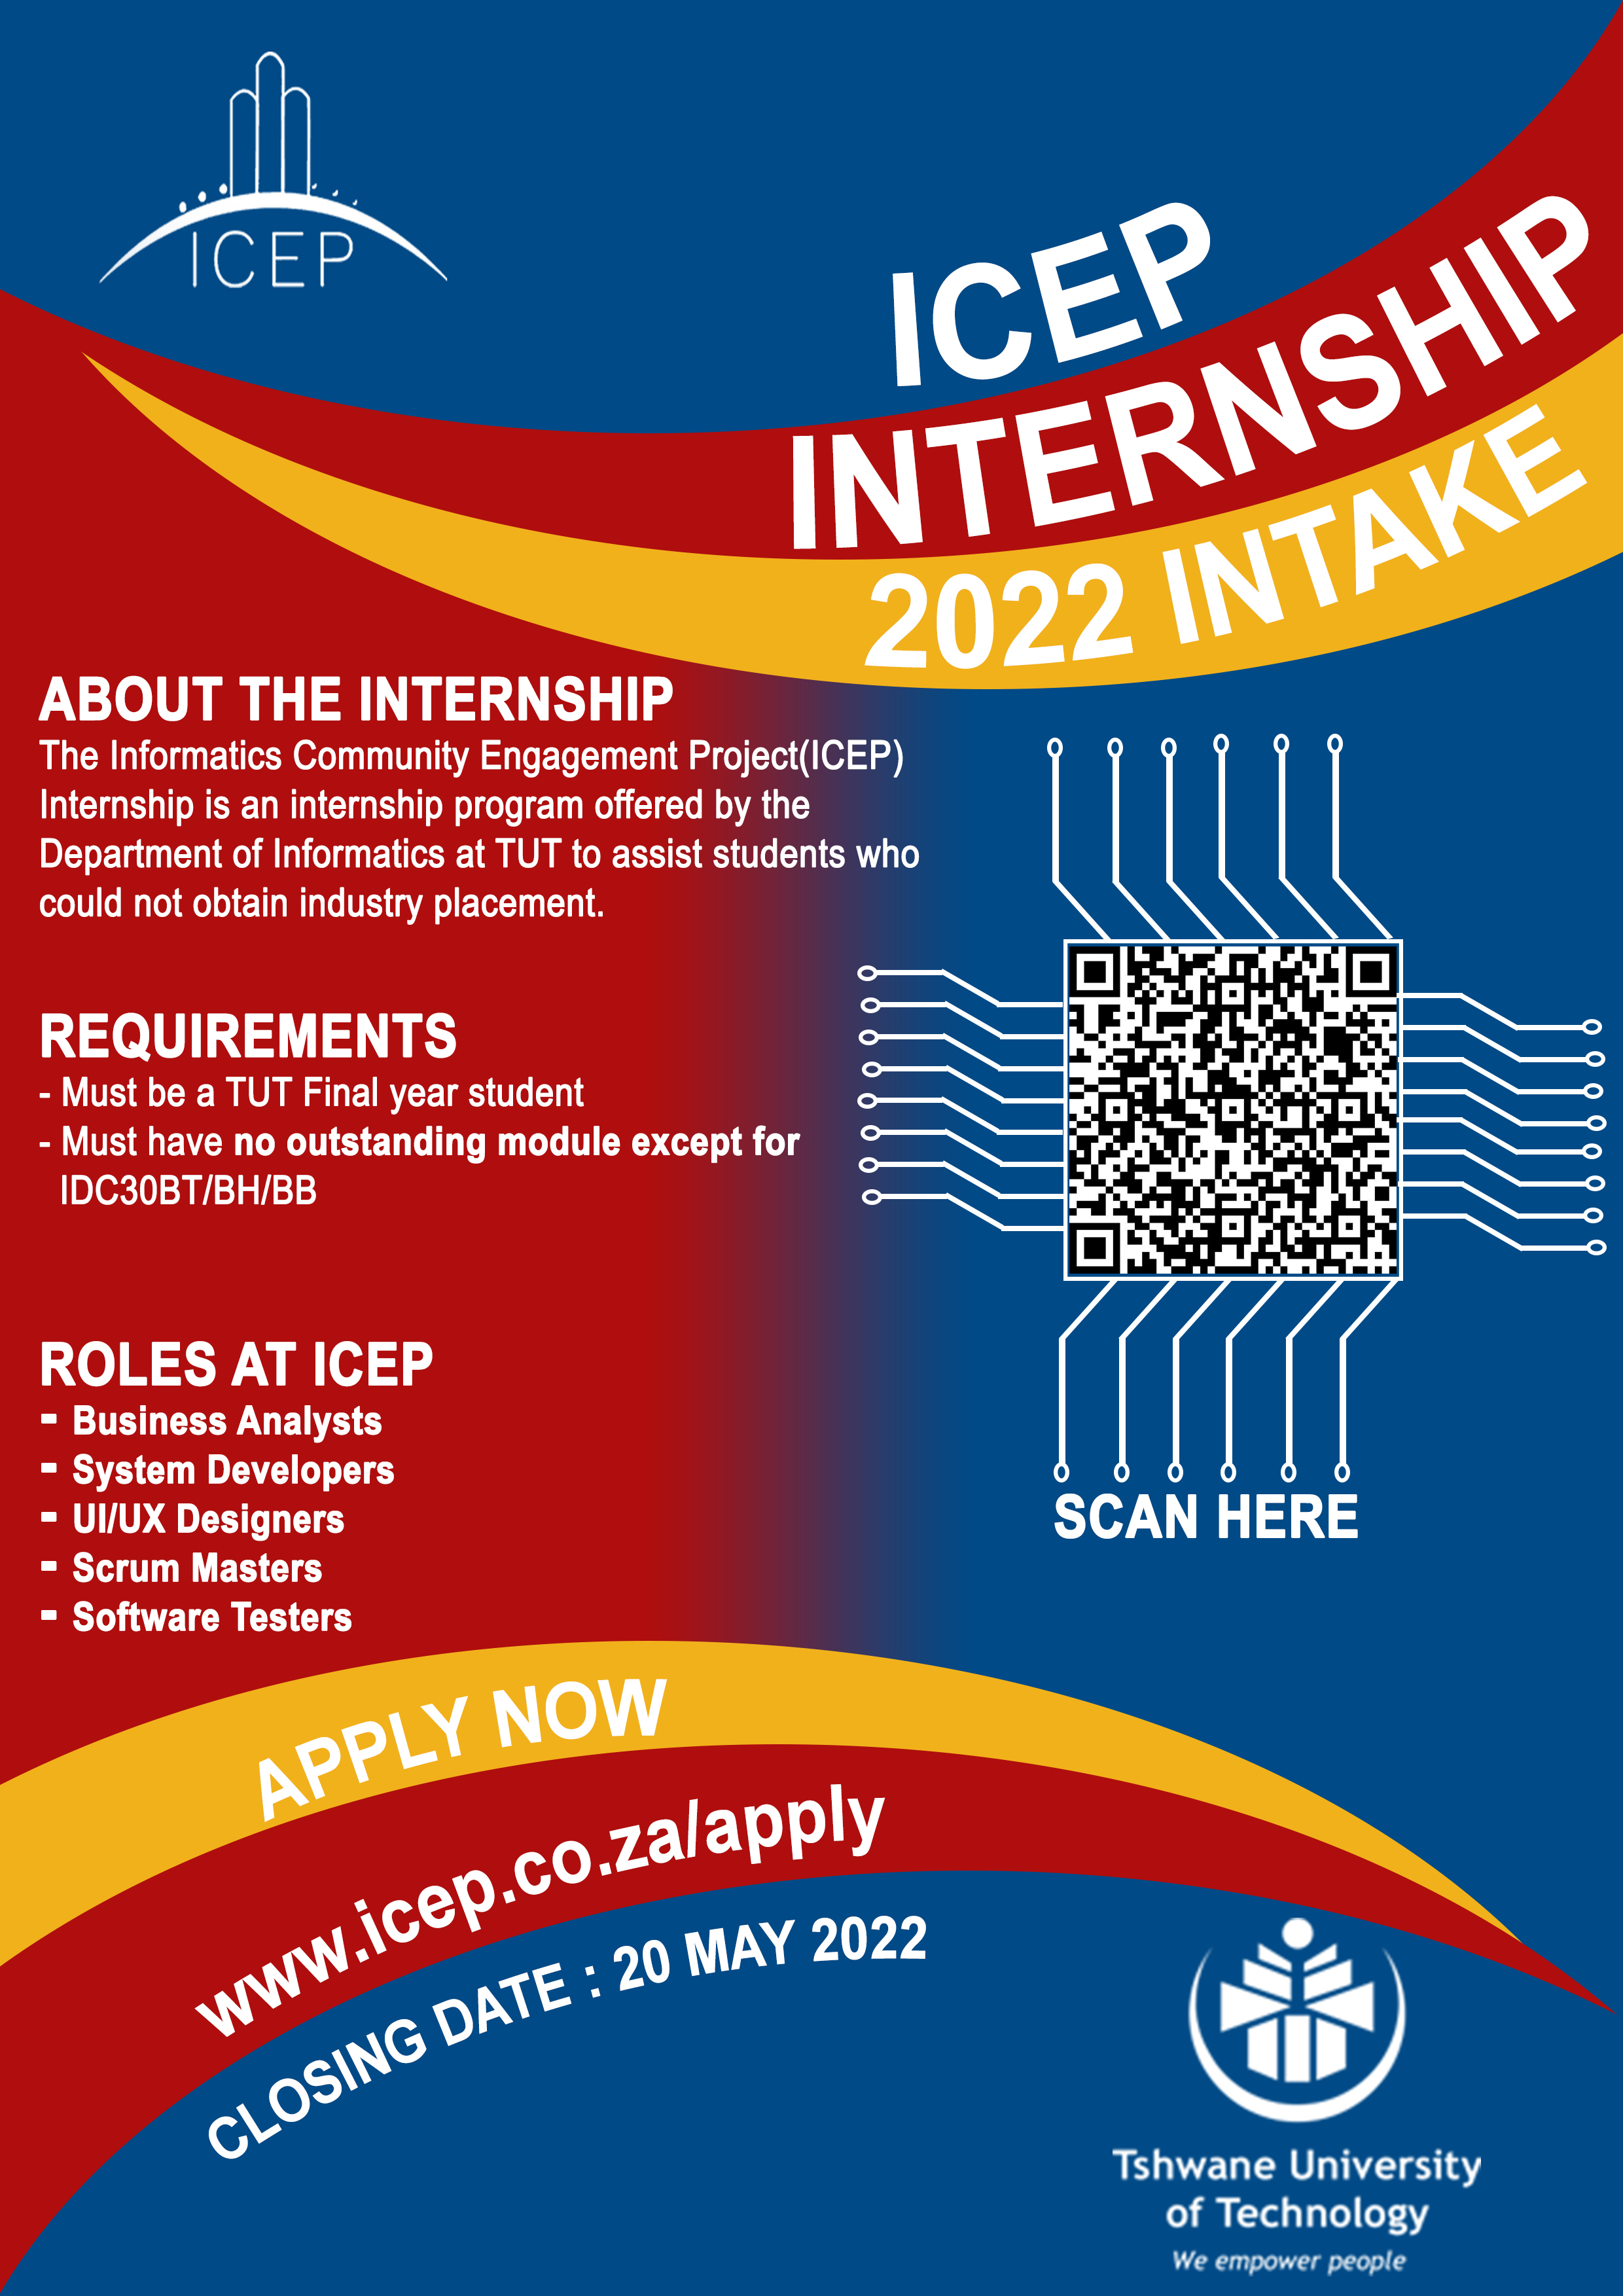 ICEP
ICEP
INTERNSHIP
2022 INTAKE
ABOUT THE INTERNSHIP
The Informatics Community Engagement Project(ICEP)
Internship is an internship program offered by the
Department of Informatics at TUT to assist students who
could not obtain industry placement.
REQUIREMENTS
- Must be a TUT Final year student
- Must have no outstanding module except for
IDC30BT/BH/BB
ROLES AT ICEP
- Business Analysts
- System Developers
- UI/UX Designers
- Scrum Masters
- Software Testers
SCAN HERE
APPLY NOW
www.icep.co.za/apply
CLOSING DATE : 20 MAY 2022
Tshwane University
of Technology
We empower people